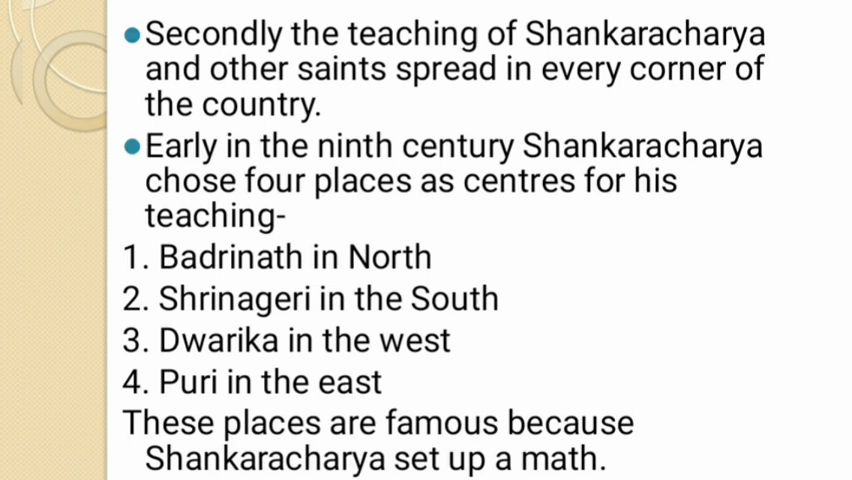 •Secondly the teaching of Shankaracharya
and other saints spread in every corner of
the country.
•Early in the ninth century Shankaracharya
chose four places as centres for his
teaching-
1. Badrinath in North
2. Shrinageri in the South
3. Dwarika in the west
4. Puri in the east
These places are famous because
Shankaracharya set up a math.